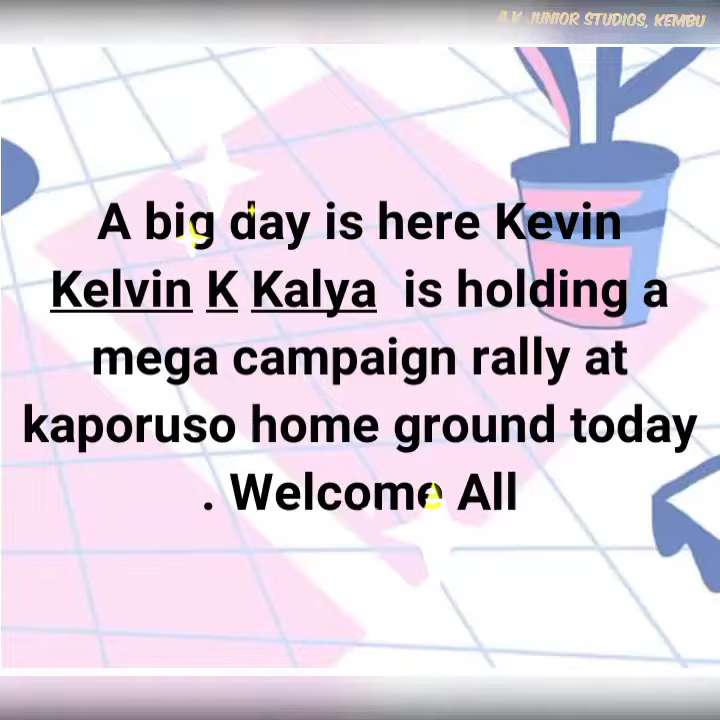 A.K JUNIOR STUDIOS, KEMBU
A big day is here Kevin
Kelvin K Kalya is holding a
mega campaign rally at
kaporuso home ground today
. Welcome All